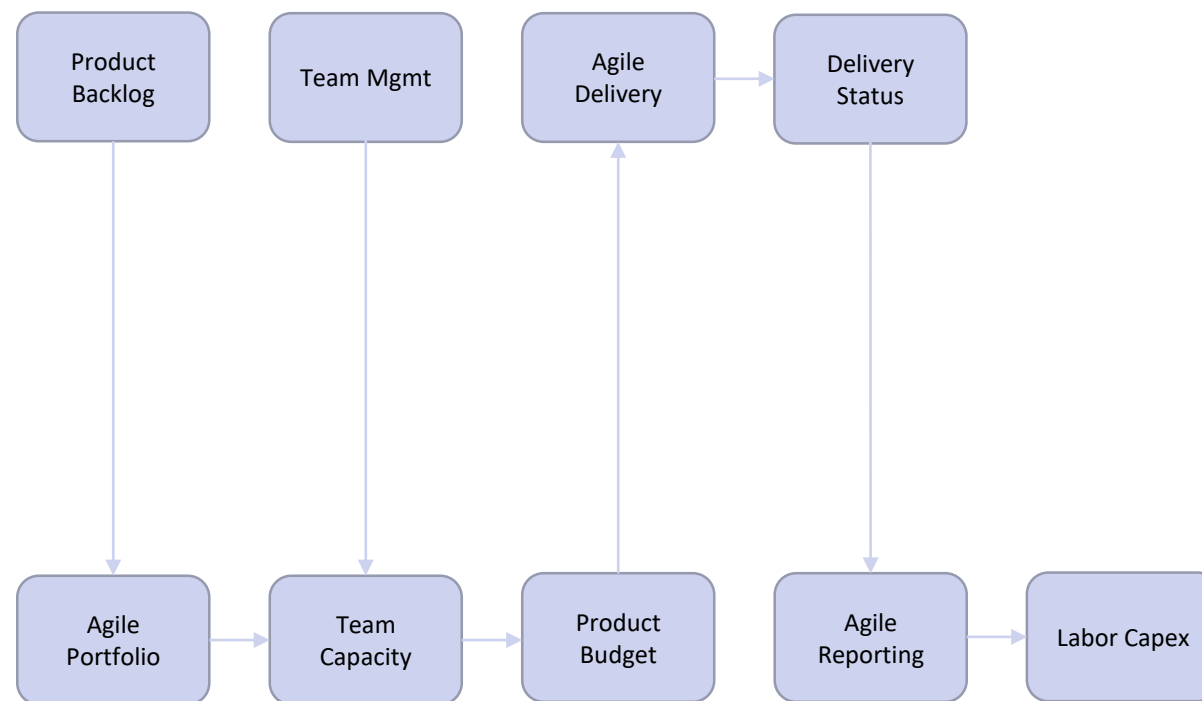 Product
Backlog
Team Mgmt
Agile
Delivery
Delivery
Status
Agile
Portfolio
Team
Capacity
Product
Budget
Agile
Reporting
Labor Capex